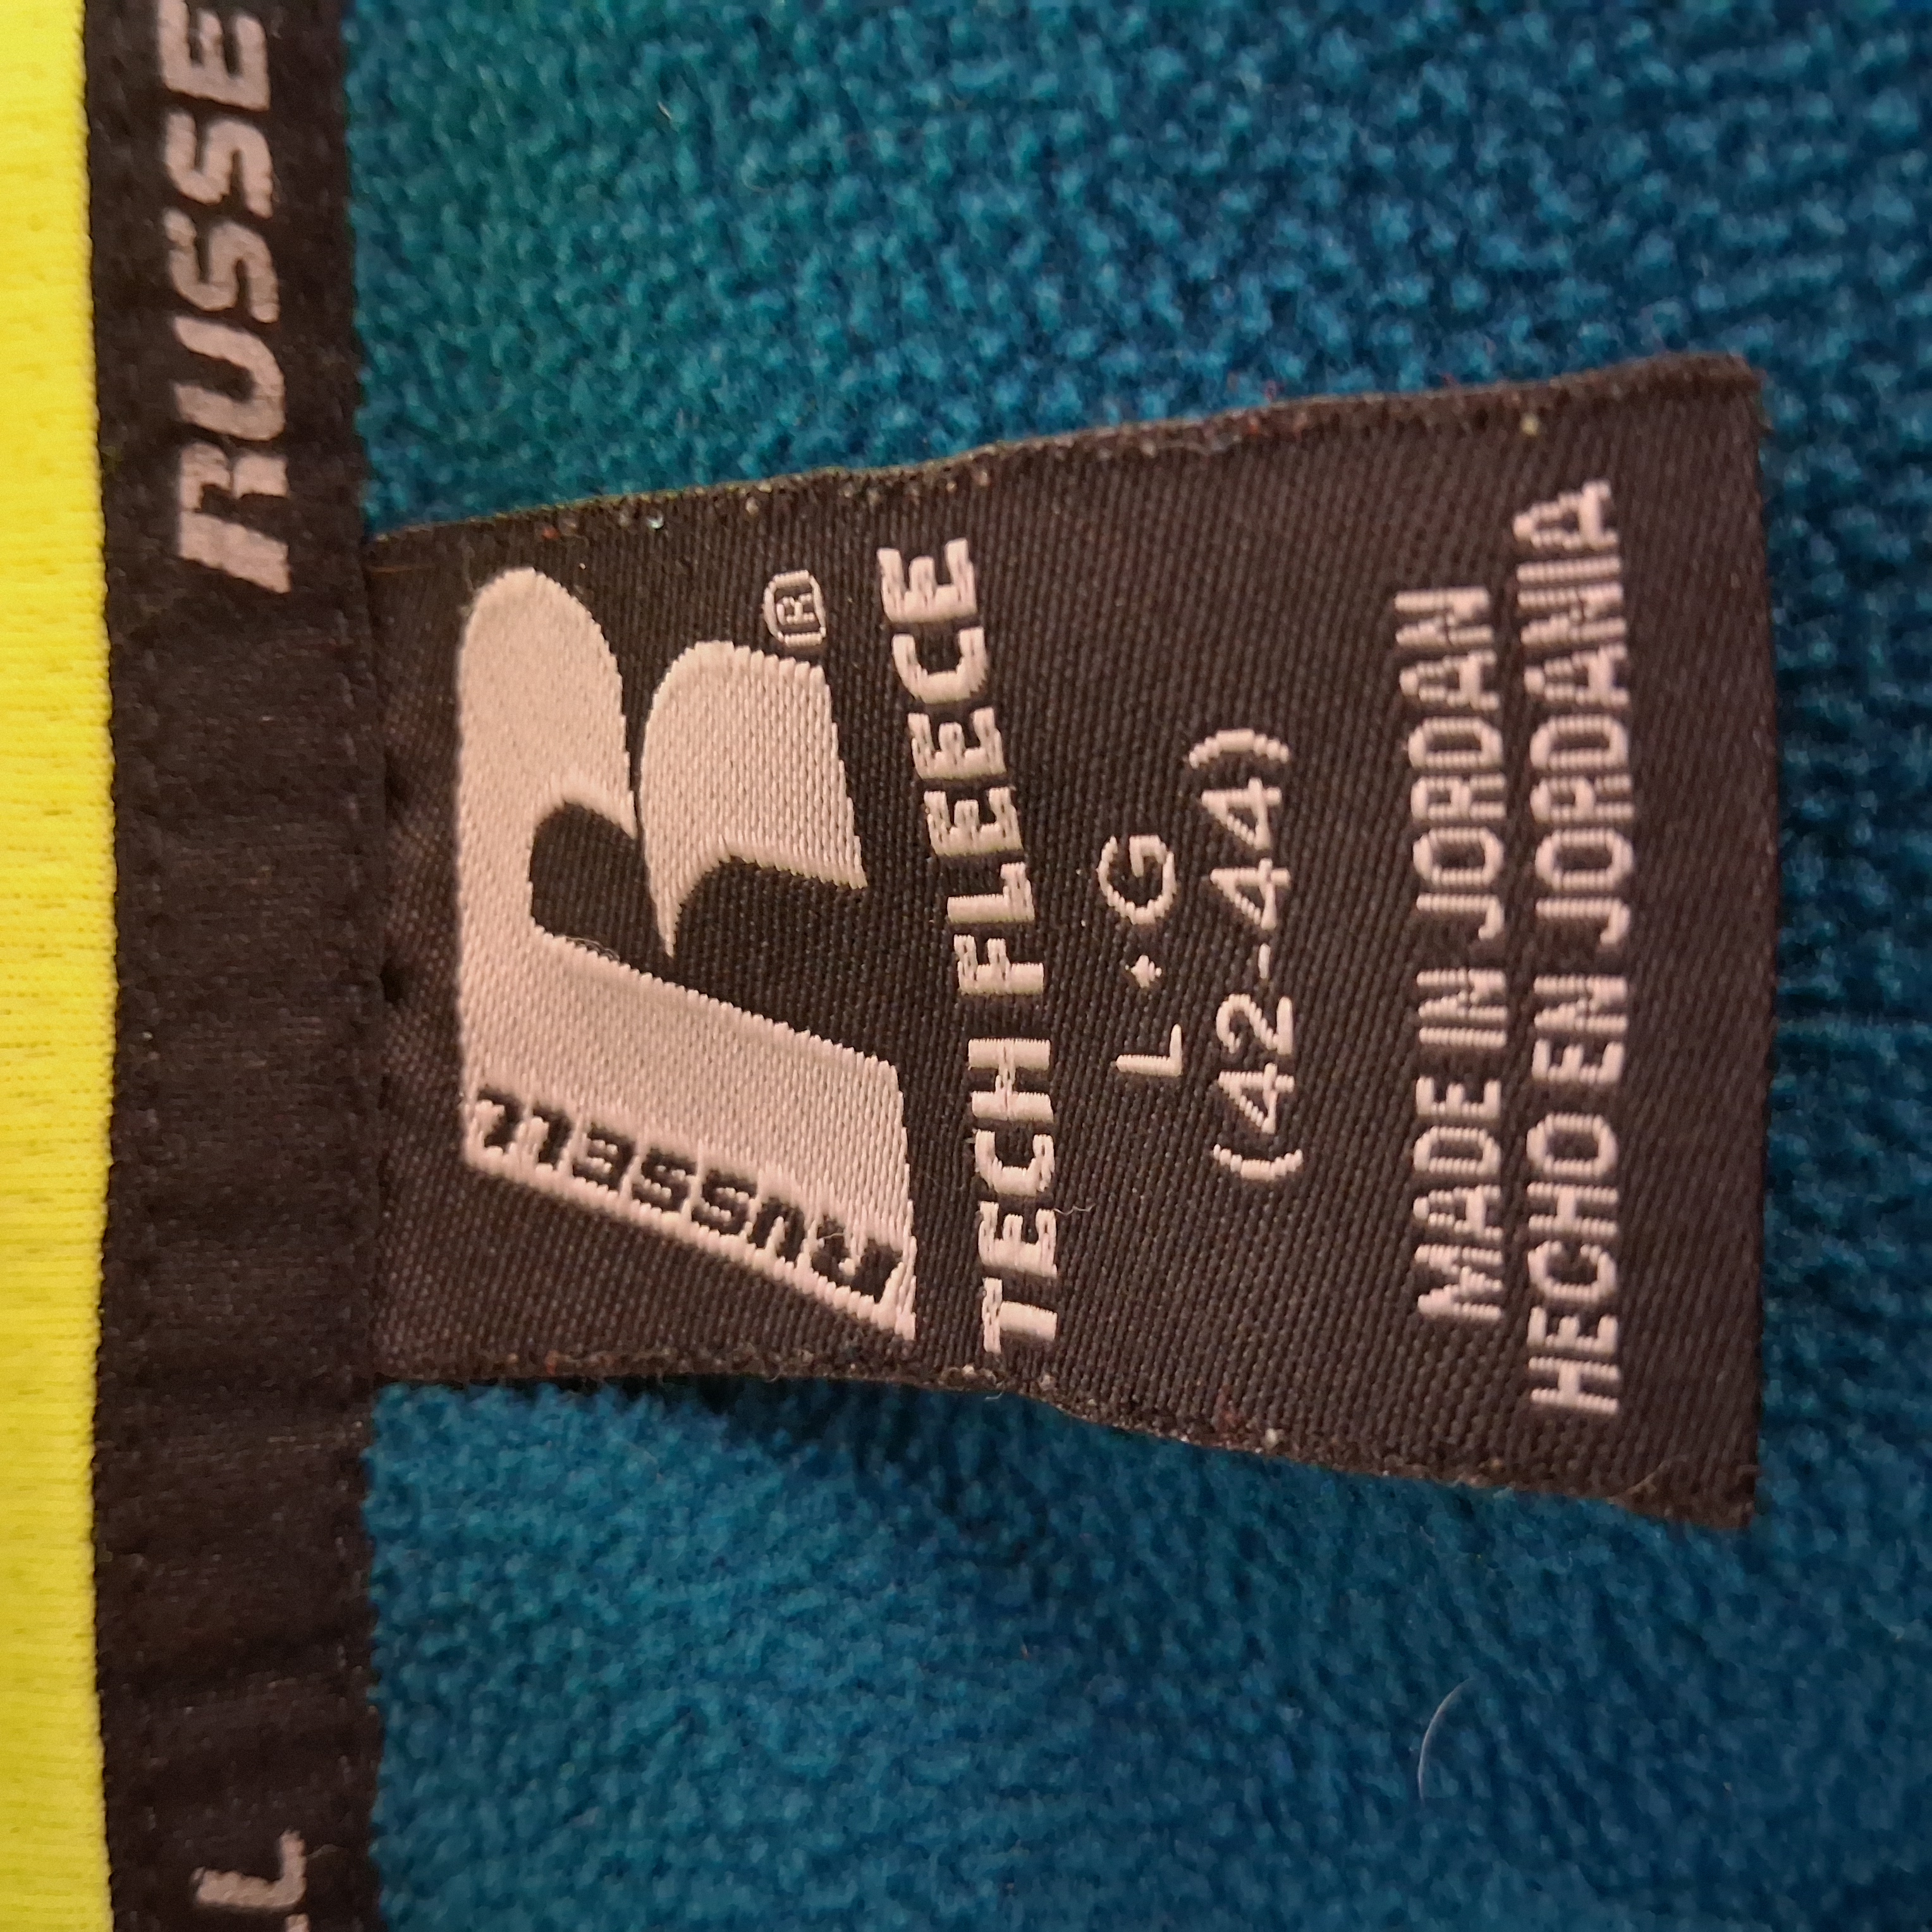 RUSSE
L
RUSSELL
®
TECH FLEECE
L • G
(42-44)
MADE IN JORDAN
HECHO EN JORDANIA